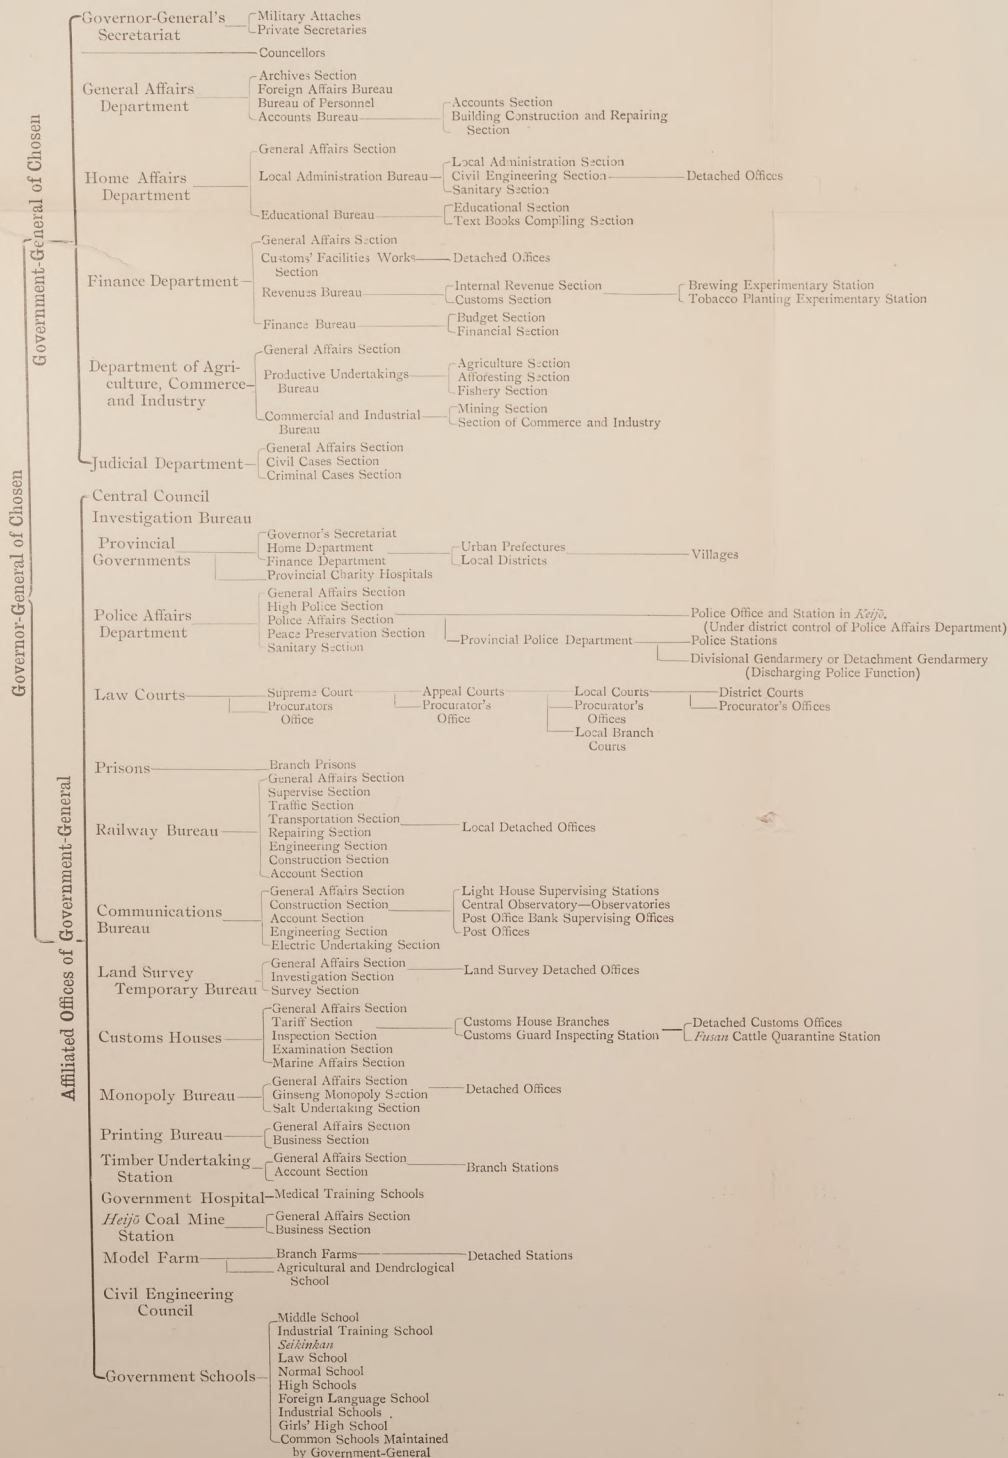 Governor-General of Chosen
Government-General of Chosen
Governor-General's
Secretariat
Military Attaches
Private Secretaries
Councellors
General Affairs
Department
Archives Section
Foreign Affairs Bureau
Bureau of Personnel
Accounts Bureau
Accounts Section
Building Construction and Repairing
Section
Home Affairs
Department
General Affairs Section
Local Administration Bureau
Local Administration Section
Civil Engineering Section
Sanitary Section
Detached Offices
Educational Bureau
Educational Section
Text Books Compiling Section
Finance Department
General Affairs Section
Customs' Facilities Works
Section
Detached Offices
Revenues Bureau
Internal Revenue Section
Customs Section
Brewing Experimentary Station
Tobacco Planting Experimentary Station
Finance Bureau
Budget Section
Financial Section
Department of Agri-
culture, Commerce
and Industry
General Affairs Section
Productive Undertakings
Bureau
Agriculture Section
Afforesting Section
Fishery Section
Commercial and Industrial
Bureau
Mining Section
Section of Commerce and Industry
Judicial Department
General Affairs Section
Civil Cases Section
Criminal Cases Section
Affiliated Offices of Government-General
Central Council
Investigation Bureau
Provincial
Governments
Governor's Secretariat
Home Department
Finance Department
Provincial Charity Hospitals
Urban Prefectures
Local Districts
Villages
Police Affairs
Department
General Affairs Section
High Police Section
Police Affairs Section
Peace Preservation Section
Sanitary Section
Provincial Police Department
Police Office and Station in Keijō,
(Under district control of Police Affairs Department)
Police Stations
Divisional Gendarmery or Detachment Gendarmery
(Discharging Police Function)
Law Courts
Supreme Court
Procurators
Office
Appeal Courts
Procurator's
Office
Local Courts
Procurator's
Offices
Local Branch
Courts
District Courts
Procurator's Offices
Prisons
Branch Prisons
Railway Bureau
General Affairs Section
Supervise Section
Traffic Section
Transportation Section
Repairing Section
Engineering Section
Construction Section
Account Section
Local Detached Offices
Communications
Bureau
General Affairs Section
Construction Section
Account Section
Engineering Section
Electric Undertaking Section
Light House Supervising Stations
Central Observatory—Observatories
Post Office Bank Supervising Offices
Post Offices
Land Survey
Temporary Bureau
General Affairs Section
Investigation Section
Survey Section
Land Survey Detached Offices
Customs Houses
General Affairs Section
Tariff Section
Inspection Section
Examination Section
Marine Affairs Section
Customs House Branches
Customs Guard Inspecting Station
Detached Customs Offices
Fusan Cattle Quarantine Station
Monopoly Bureau
General Affairs Section
Ginseng Monopoly Section
Salt Undertaking Section
Detached Offices
Printing Bureau
General Affairs Section
Business Section
Timber Undertaking
Station
General Affairs Section
Account Section
Branch Stations
Government Hospital
Medical Training Schools
Heijō Coal Mine
Station
General Affairs Section
Business Section
Model Farm
Branch Farms
Agricultural and Dendrological
School
Detached Stations
Civil Engineering
Council
Government Schools
Middle School
Industrial Training School
Seikinkan
Law School
Normal School
High Schools
Foreign Language School
Industrial Schools
Girls' High School
Common Schools Maintained
by Government-General